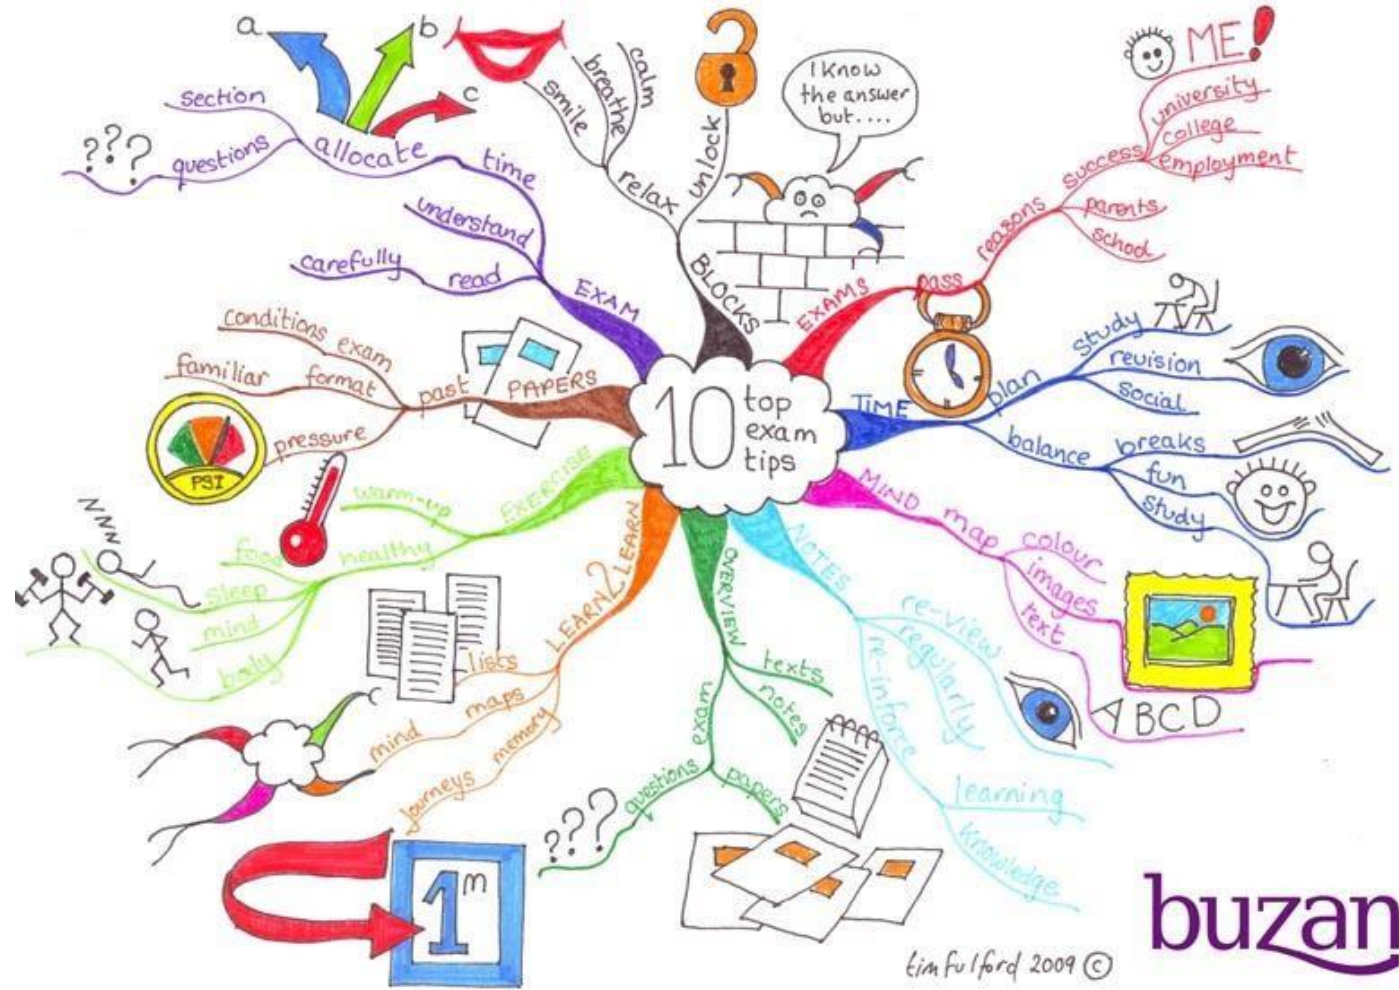 10 top
exam
tips
EXAMS
pass
reasons
success
ME!
university
college
employment
parents
school
TIME
plan
study
revision
social
balance
breaks
fun
study
MIND map
colour
images
text
ABCD
NOTES
re-view
regularly
re-inforce
learning
knowledge
OVERVIEW
texts
notes
exam
papers
questions
???
LEARN 2 LEARN
lists
maps
mind
memory
Journeys
1m
EXERCISE
warm-up
healthy
food
sleep
mind
body
NNN
PAPERS
past
exam
conditions
format
familiar
pressure
PSI
EXAM
time
allocate
a
b
c
section
questions
???
understand
read
carefully
BLOCKS
relax
smile
breathe
calm
unlock
I know
the answer
but....
tim fulford 2009 ©
buzan